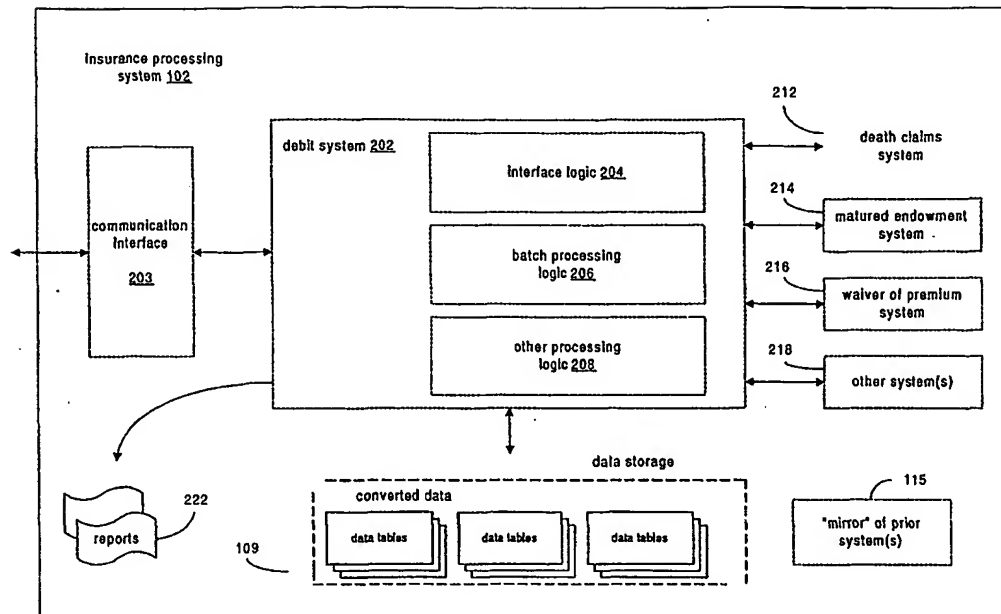 insurance processing
system 102
communication
interface
203
debit system 202
interface logic 204
batch processing
logic 206
other processing
logic 208
212
death claims
system
214
matured endowment
system
216
waiver of premium
system
218
other system(s)
data storage
converted data
data tables
data tables
data tables
109
reports
222
115
"mirror" of prior
system(s)